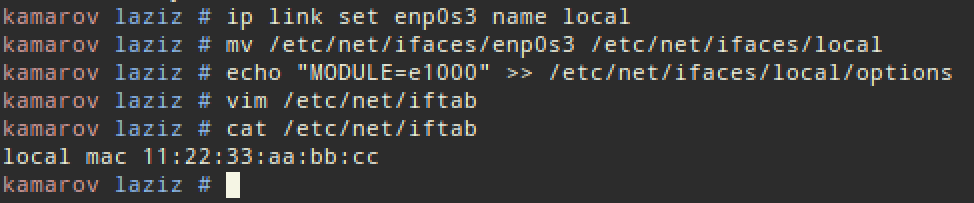 kamarov laziz # ip link set enp0s3 name local
kamarov laziz # mv /etc/net/ifaces/enp0s3 /etc/net/ifaces/local
kamarov laziz # echo "MODULE=e1000" >> /etc/net/ifaces/local/options
kamarov laziz # vim /etc/net/iftab
kamarov laziz # cat /etc/net/iftab
local mac 11:22:33:aa:bb:cc
kamarov laziz #